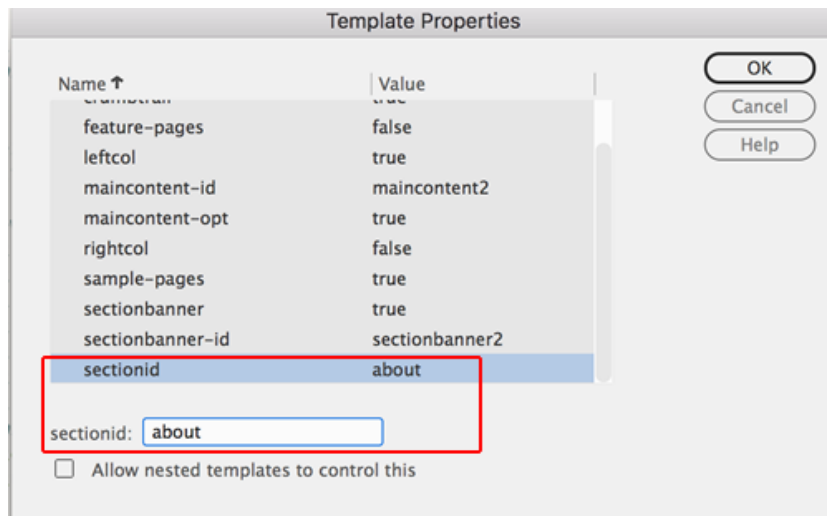 Template Properties
Name ↑ Value
OK
Cancel
Help
feature-pages false
leftcol true
maincontent-id maincontent2
maincontent-opt true
rightcol false
sample-pages true
sectionbanner true
sectionbanner-id sectionbanner2
sectionid about
sectionid: about
Allow nested templates to control this